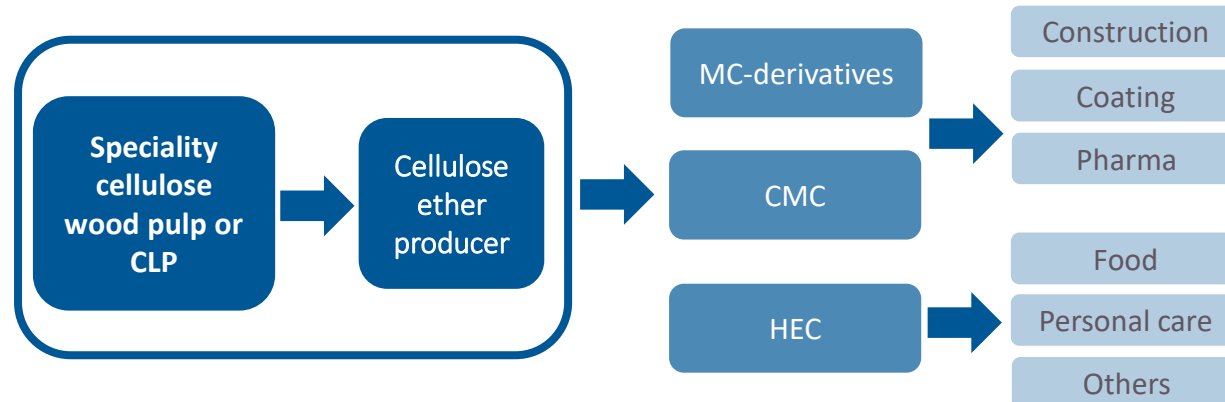 Speciality
cellulose
wood pulp or
CLP
Cellulose
ether
producer
MC-derivatives
CMC
HEC
Construction
Coating
Pharma
Food
Personal care
Others